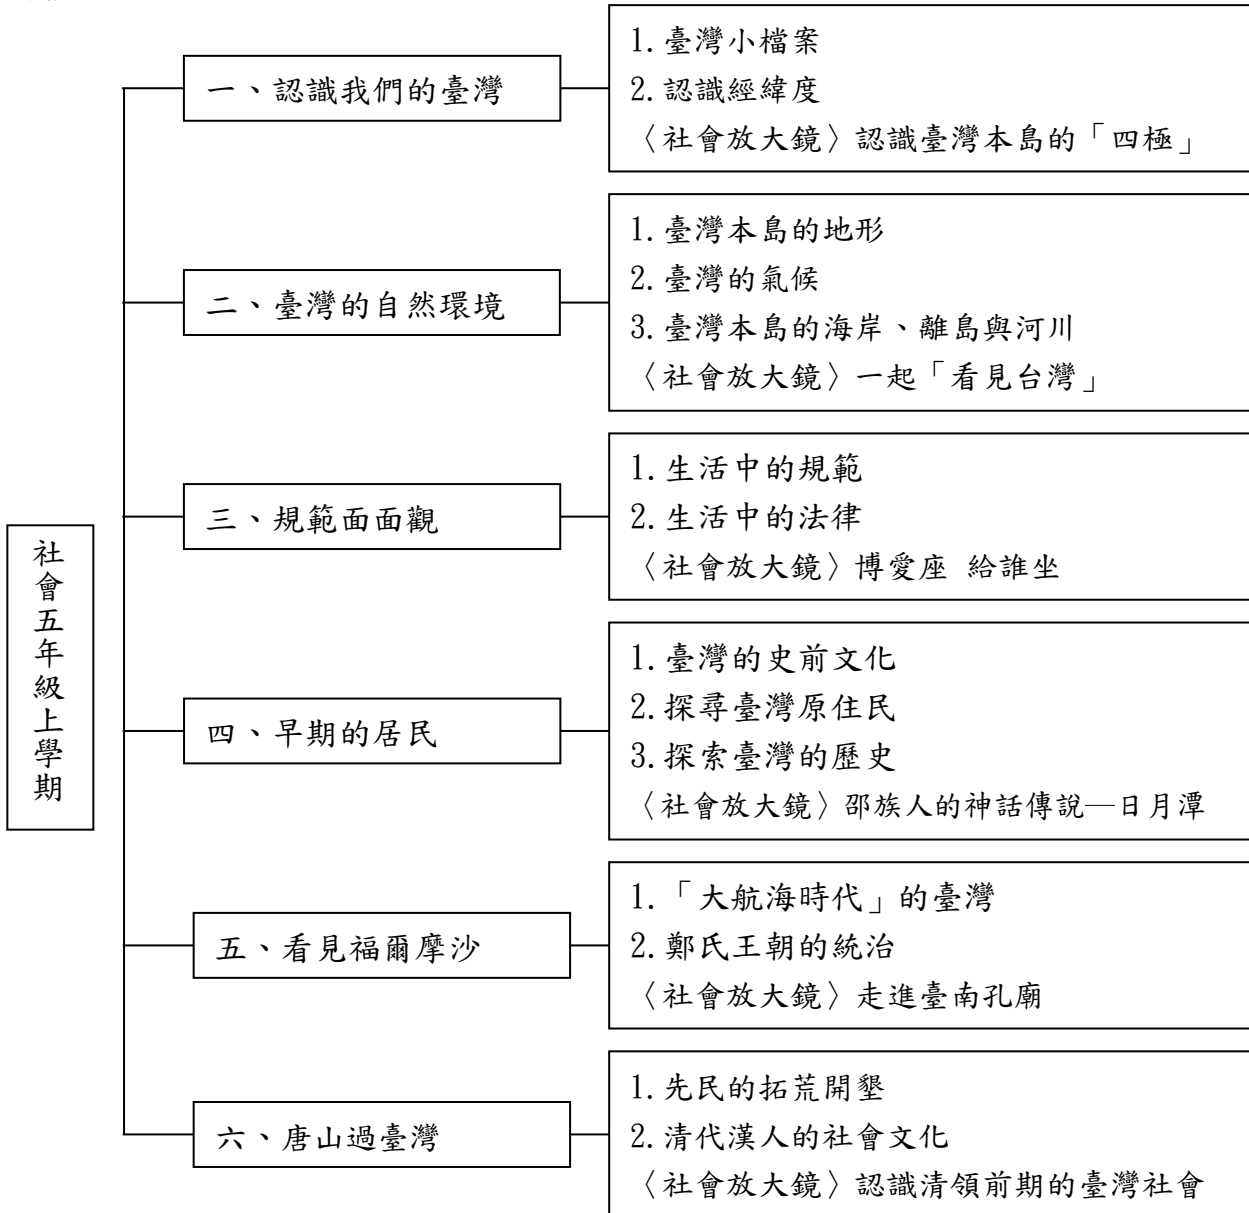 社會五年級上學期
一、認識我們的臺灣
1.臺灣小檔案
2.認識經緯度
〈社會放大鏡〉認識臺灣本島的「四極」
二、臺灣的自然環境
1.臺灣本島的地形
2.臺灣的氣候
3.臺灣本島的海岸、離島與河川
〈社會放大鏡〉一起「看見台灣」
三、規範面面觀
1.生活中的規範
2.生活中的法律
〈社會放大鏡〉博愛座 給誰坐
四、早期的居民
1.臺灣的史前文化
2.探尋臺灣原住民
3.探索臺灣的歷史
〈社會放大鏡〉邵族人的神話傳說─日月潭
五、看見福爾摩沙
1.「大航海時代」的臺灣
2.鄭氏王朝的統治
〈社會放大鏡〉走進臺南孔廟
六、唐山過臺灣
1.先民的拓荒開墾
2.清代漢人的社會文化
〈社會放大鏡〉認識清領前期的臺灣社會